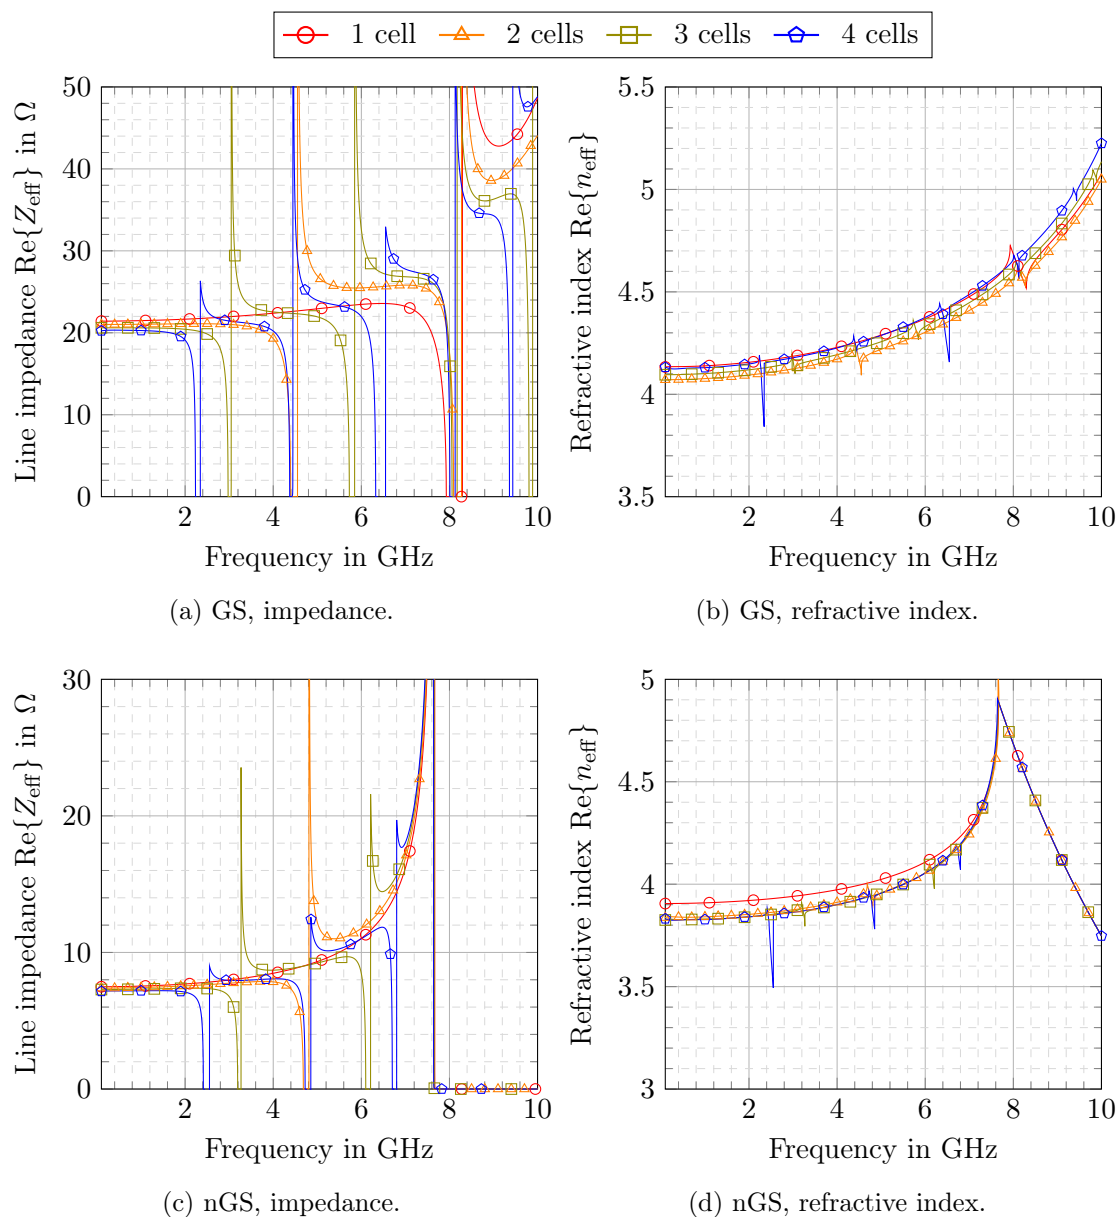 1 cell 2 cells 3 cells 4 cells
50
40
30
20
10
0
2 4 6 8 10
Line impedance Re{Z_eff} in Ω
Frequency in GHz
(a) GS, impedance.
5.5
5
4.5
4
3.5
2 4 6 8 10
Refractive index Re{n_eff}
Frequency in GHz
(b) GS, refractive index.
30
20
10
0
2 4 6 8 10
Line impedance Re{Z_eff} in Ω
Frequency in GHz
(c) nGS, impedance.
5
4.5
4
3.5
3
2 4 6 8 10
Refractive index Re{n_eff}
Frequency in GHz
(d) nGS, refractive index.